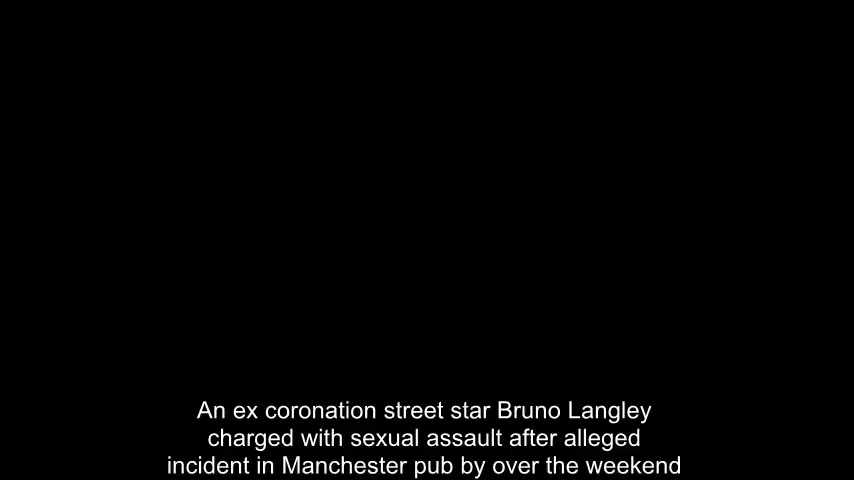 An ex coronation street star Bruno Langley
charged with sexual assault after alleged
incident in Manchester pub by over the weekend